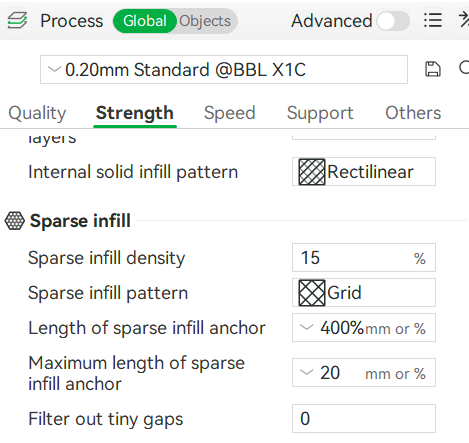 Process Global Objects Advanced
0.20mm Standard @BBL X1C
Quality Strength Speed Support Others
layers
Internal solid infill pattern Rectilinear
Sparse infill
Sparse infill density 15 %
Sparse infill pattern Grid
Length of sparse infill anchor 400% mm or %
Maximum length of sparse
infill anchor 20 mm or %
Filter out tiny gaps 0